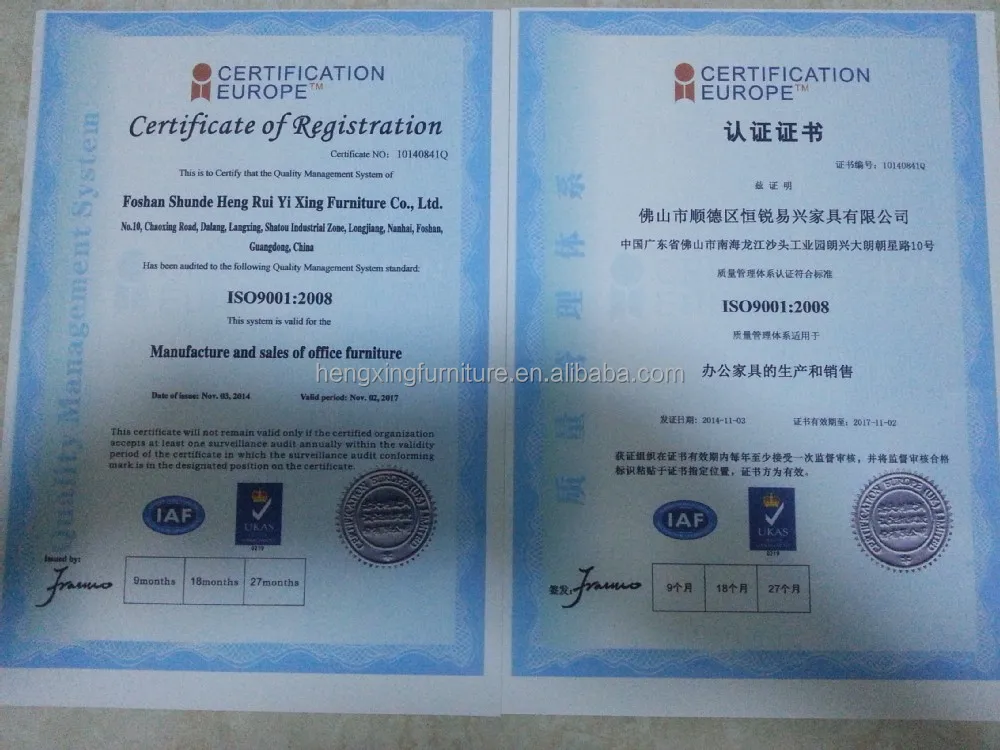 CERTIFICATION
EUROPE™
Certificate of Registration
Certificate NO: 10140841Q
This is to Certify that the Quality Management System of
Foshan Shunde Heng Rui Yi Xing Furniture Co., Ltd.
No.10, Chaoxing Road, Dalang, Langxing, Shatou Industrial Zone, Longjiang, Nanhai, Foshan,
Guangdong, China
Has been audited to the following Quality Management System standard:
ISO9001:2008
This system is valid for the
Manufacture and sales of office furniture
Date of issue: Nov. 03, 2014 Valid period: Nov. 02, 2017
This certificate will not remain valid only if the certified organization
accepts at least one surveillance audit annually within the validity
period of the certificate in which the surveillance audit conforming
mark is in the designated position on the certificate.
IAF
UKAS
0219
Issued by:
9months 18months 27months
Quality Management System
CERTIFICATION
EUROPE™
认证证书
证书编号: 10140841Q
兹证明
佛山市顺德区恒锐易兴家具有限公司
中国广东省佛山市南海龙江沙头工业园朗兴大朗朝星路10号
质量管理体系认证符合标准
ISO9001:2008
质量管理体系适用于
办公家具的生产和销售
发证日期: 2014-11-03 证书有效期至: 2017-11-02
获证组织在证书有效期内每年至少接受一次监督审核，并将监督审核合格
标识粘贴于证书指定位置，证书方为有效。
IAF
UKAS
0219
签发:
9个月 18个月 27个月
质量管理体系
hengxingfurniture.en.alibaba.com